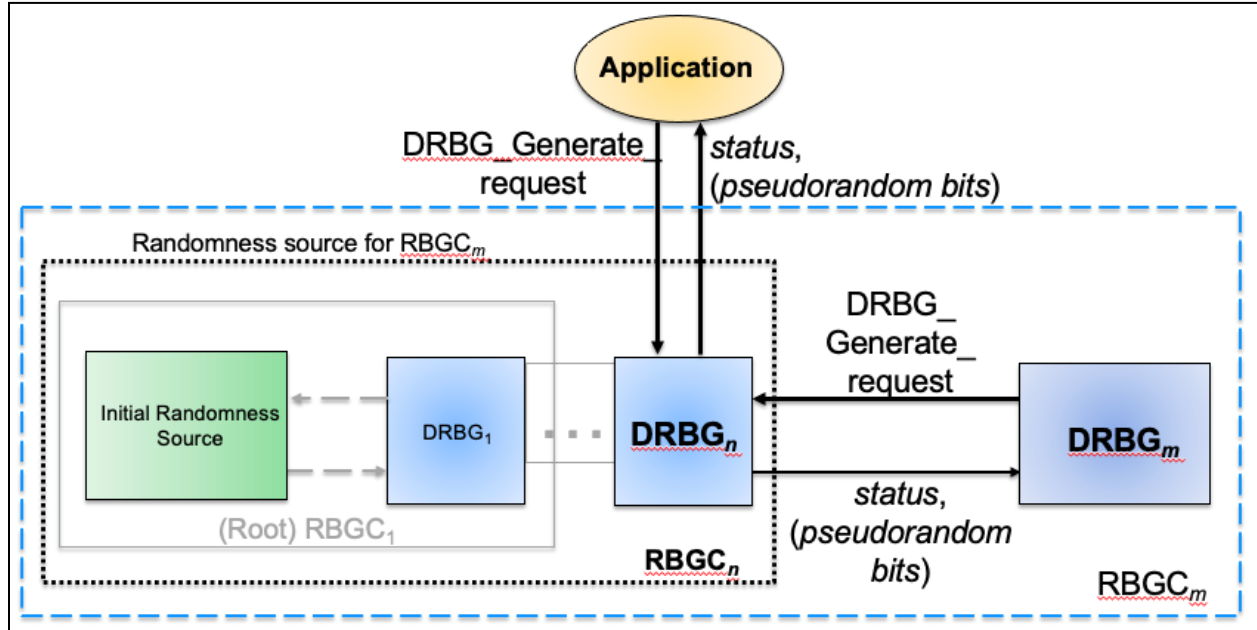 Application
DRBG_Generate_
request
status,
(pseudorandom bits)
Randomness source for RBGCm
DRBG_
Generate_
request
Initial Randomness
Source
DRBG1
. . .
DRBGn
DRBGm
status,
(pseudorandom
bits)
(Root) RBGC1
RBGCn
RBGCm